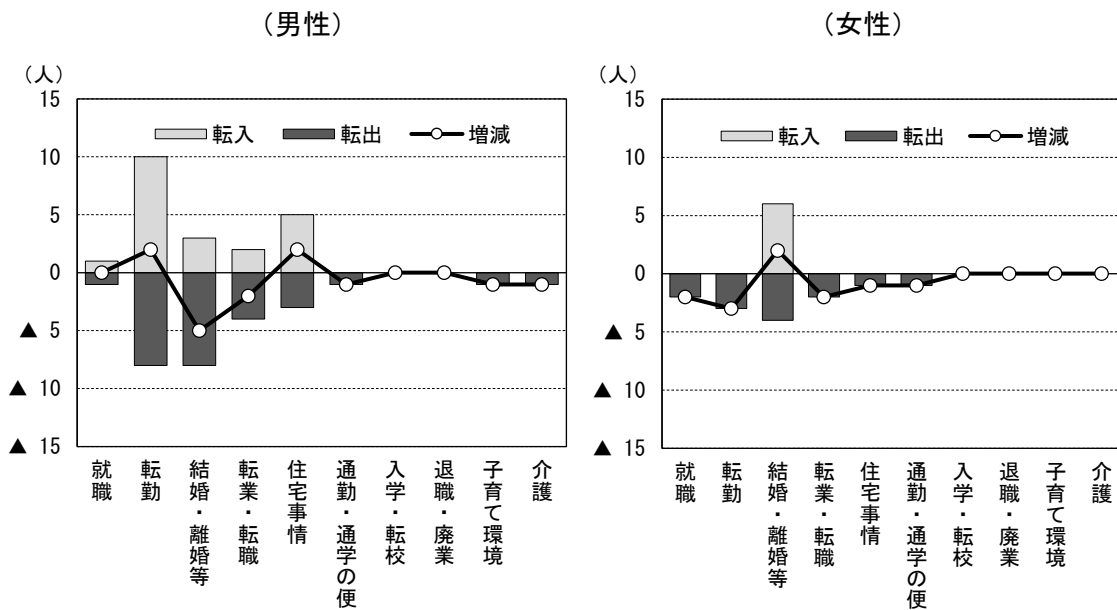 （男性）
（人）
15
10
5
0
▲ 5
▲ 10
▲ 15
転入
転出
増減
就職
転勤
結婚・離婚等
転業・転職
住宅事情
通勤・通学の便
入学・転校
退職・廃業
子育て環境
介護
（女性）
（人）
15
10
5
0
▲ 5
▲ 10
▲ 15
転入
転出
増減
就職
転勤
結婚・離婚等
転業・転職
住宅事情
通勤・通学の便
入学・転校
退職・廃業
子育て環境
介護